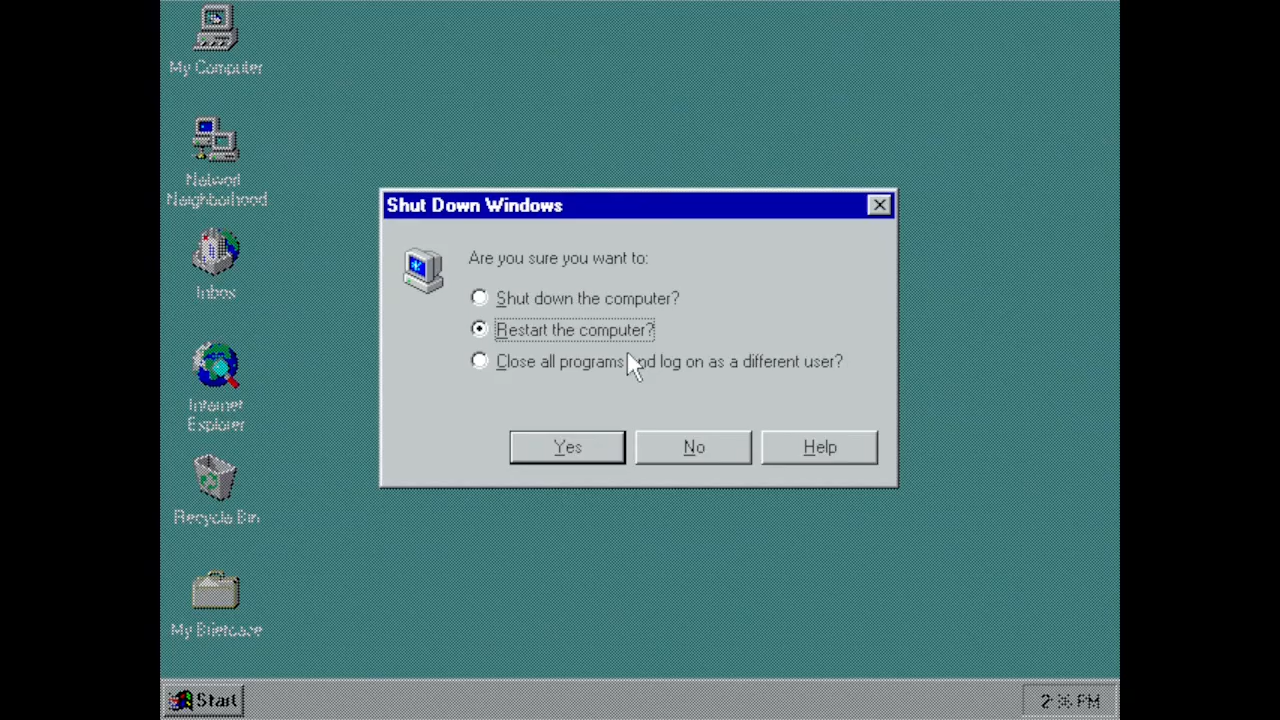 My Computer
Network
Neighborhood
Inbox
Internet
Explorer
Recycle Bin
My Briefcase
Shut Down Windows
Are you sure you want to:
Shut down the computer?
Restart the computer?
Close all programs and log on as a different user?
Yes
No
Help
Start
PM